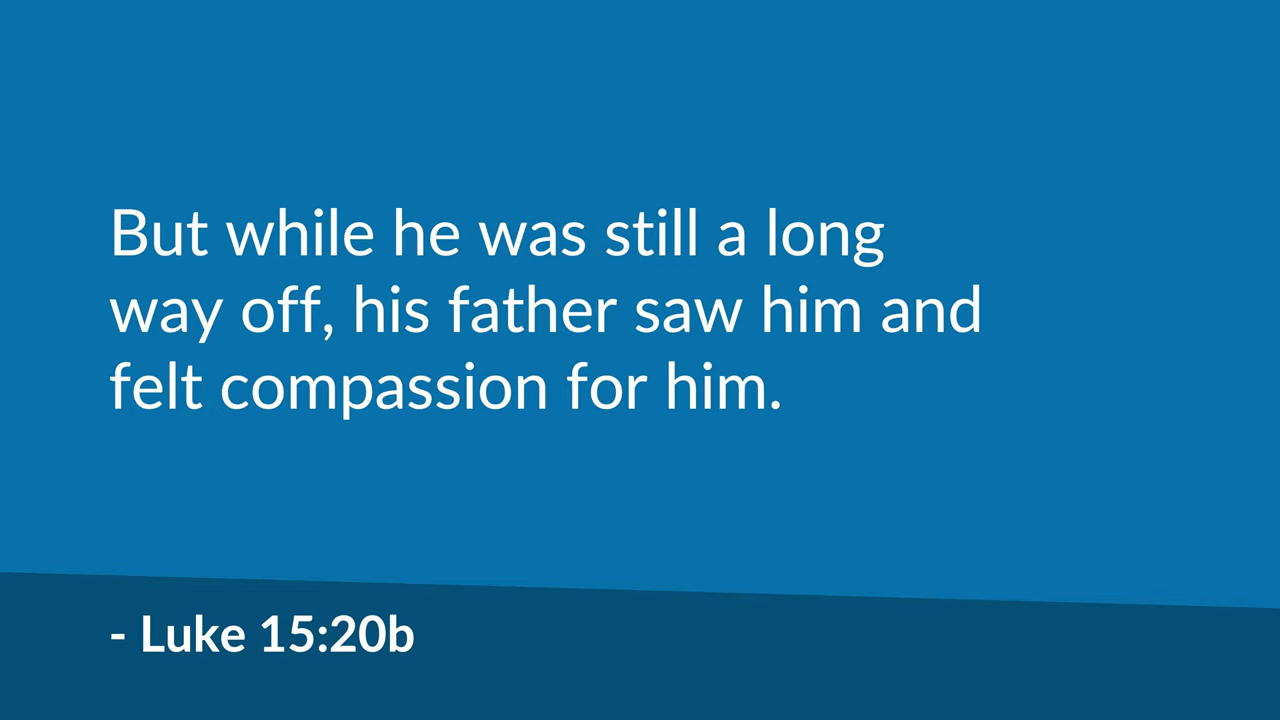 But while he was still a long
way off, his father saw him and
felt compassion for him.
- Luke 15:20b